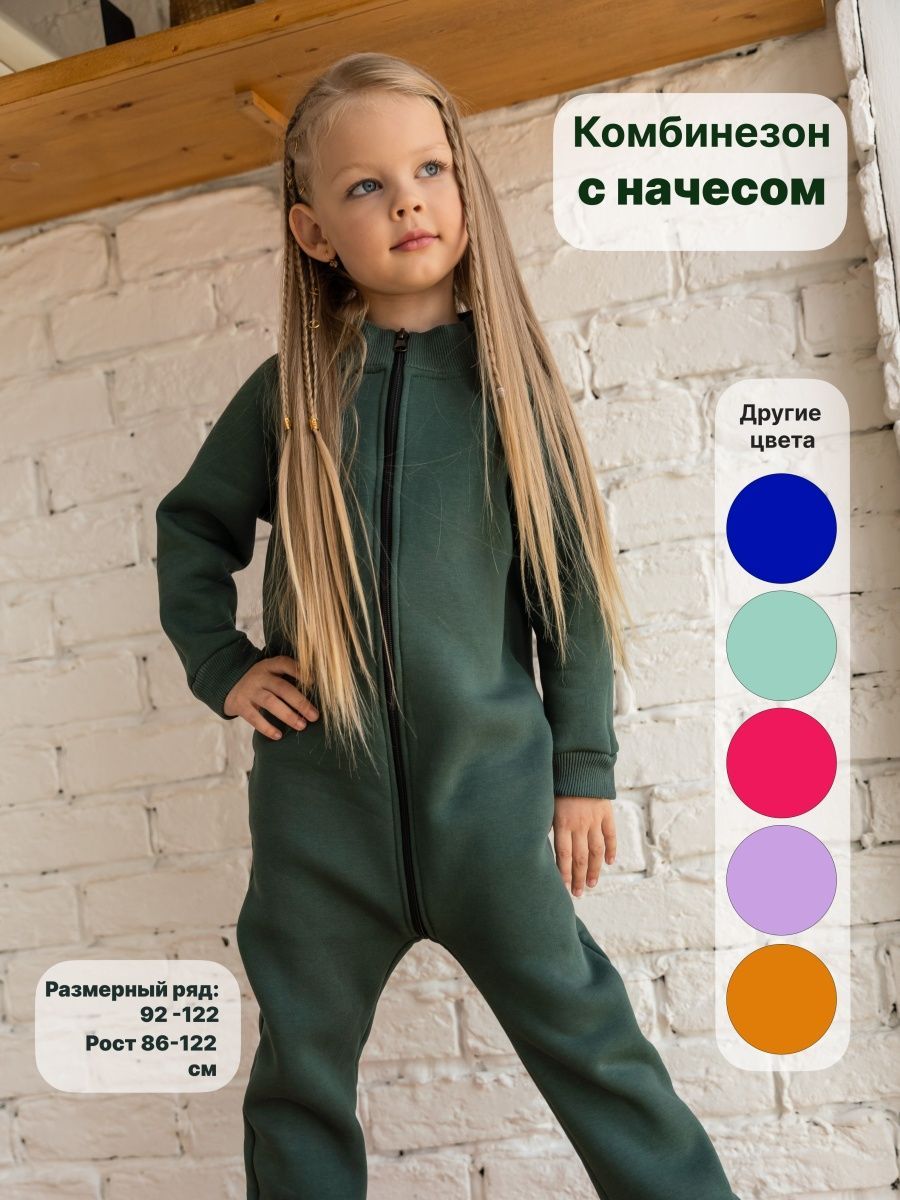 Комбинезон
с начесом
Другие
цвета
Размерный ряд:
92 -122
Рост 86-122
см